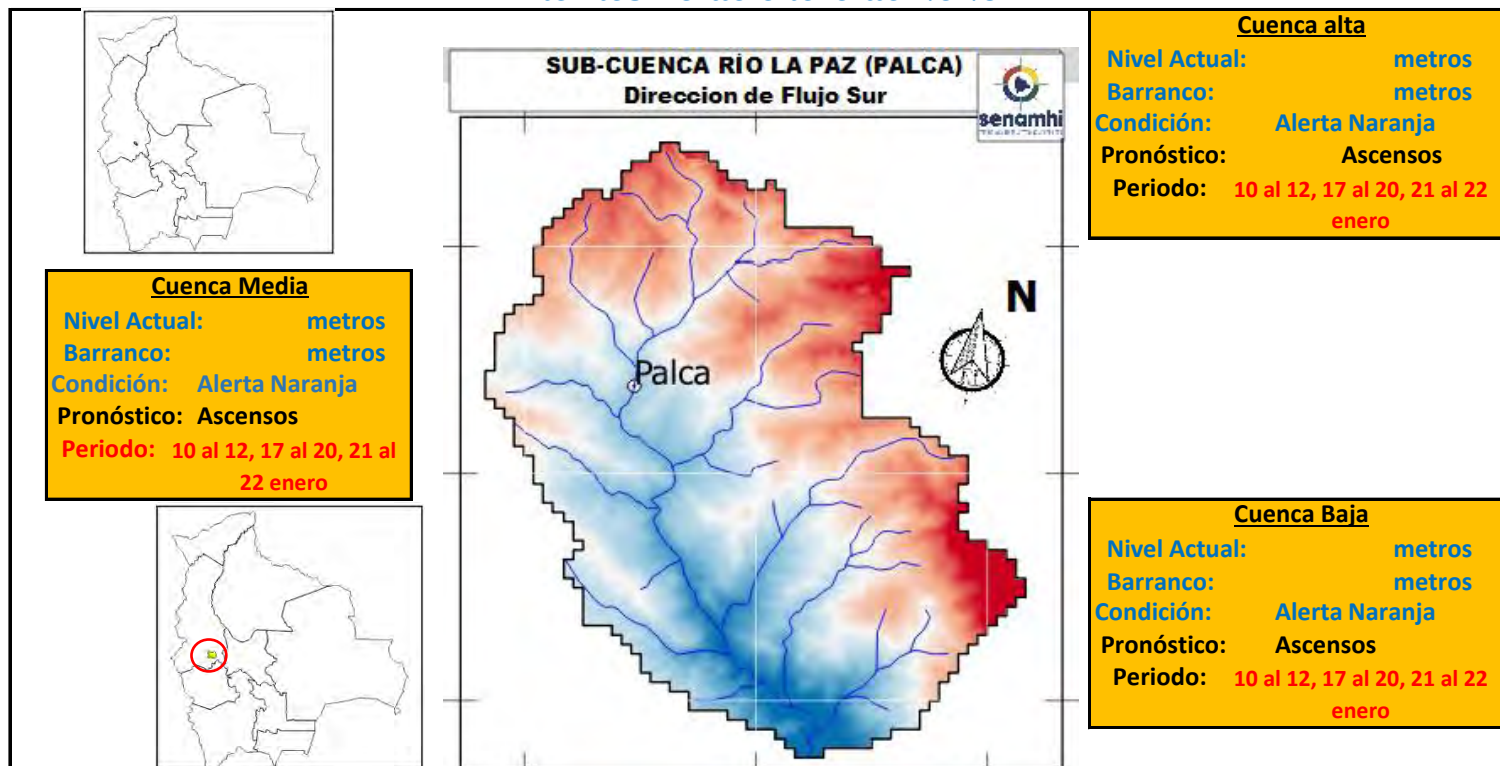 SUB-CUENCA RÍO LA PAZ (PALCA)
Direccion de Flujo Sur
senamhi
N
Palca
Cuenca alta
Nivel Actual: metros
Barranco: metros
Condición: Alerta Naranja
Pronóstico: Ascensos
Periodo: 10 al 12, 17 al 20, 21 al 22
enero
Cuenca Media
Nivel Actual: metros
Barranco: metros
Condición: Alerta Naranja
Pronóstico: Ascensos
Periodo: 10 al 12, 17 al 20, 21 al
22 enero
Cuenca Baja
Nivel Actual: metros
Barranco: metros
Condición: Alerta Naranja
Pronóstico: Ascensos
Periodo: 10 al 12, 17 al 20, 21 al 22
enero